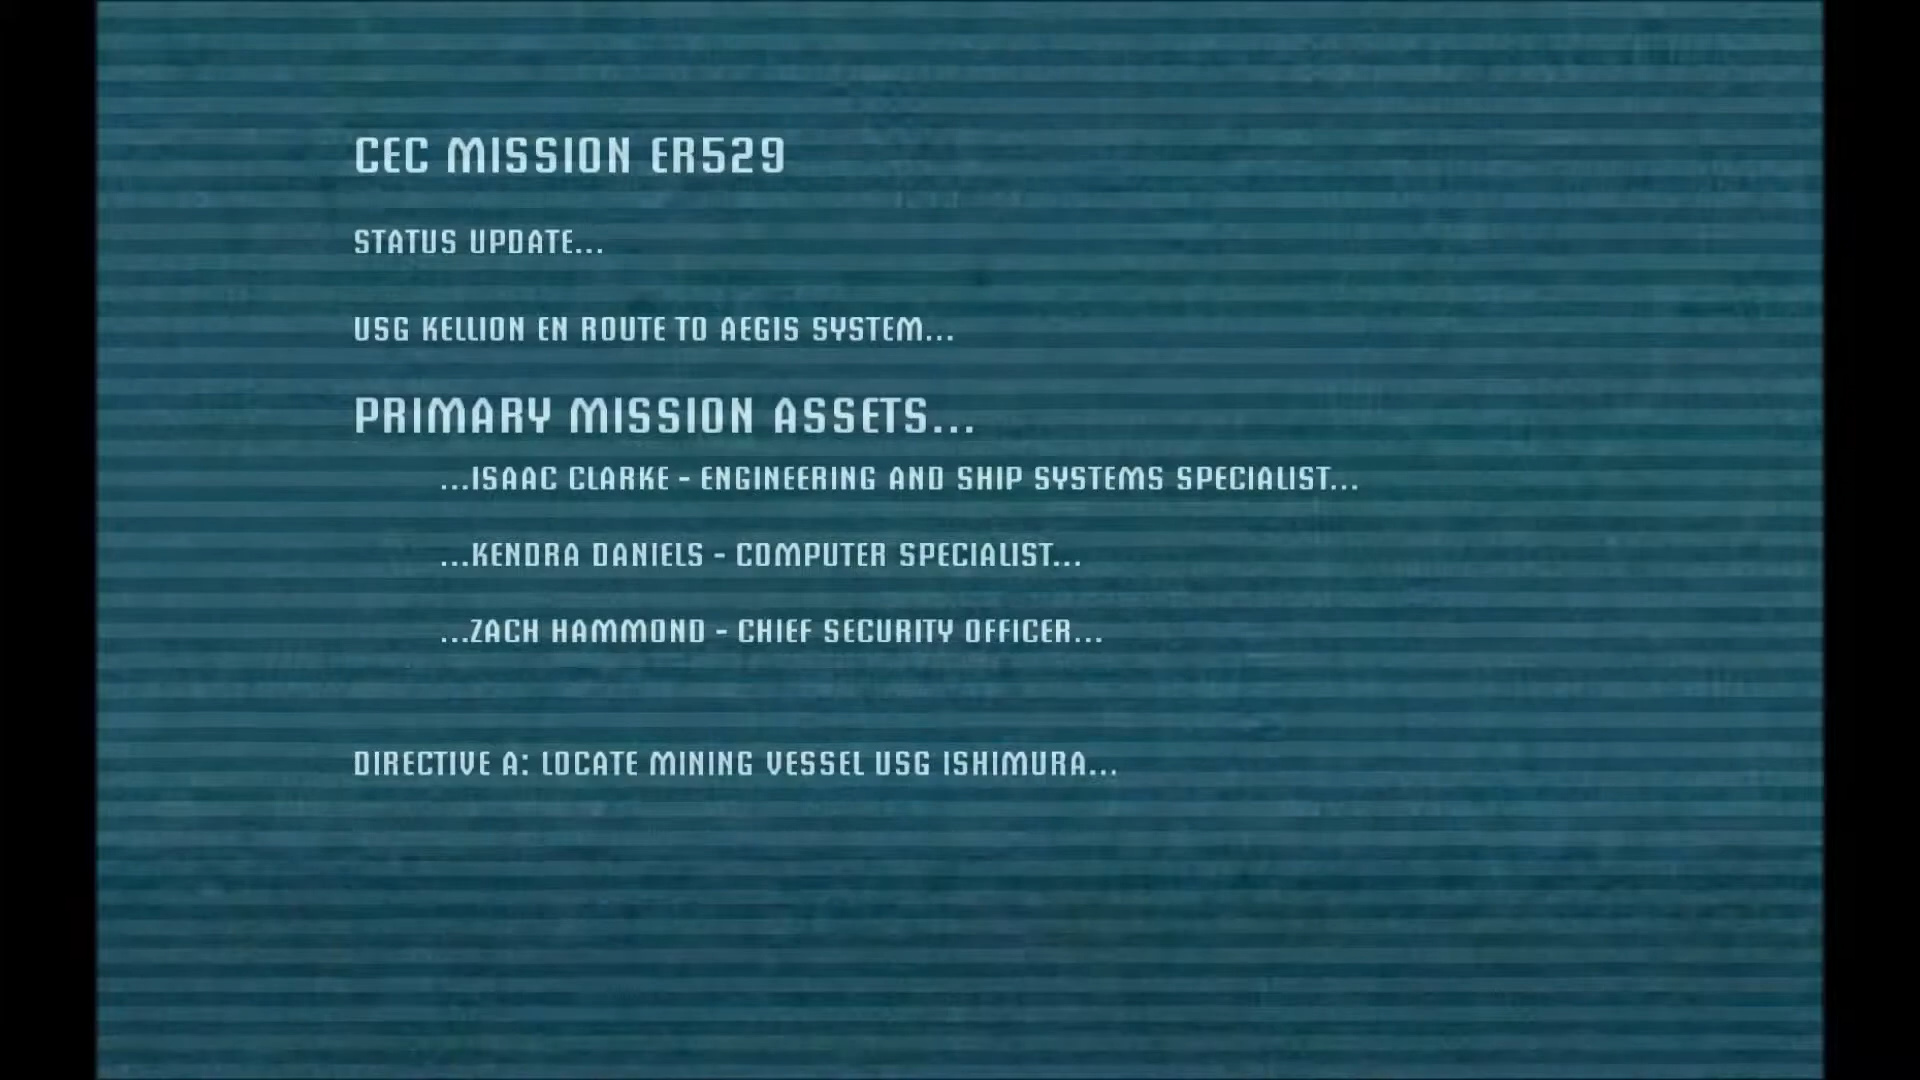 CEC MISSION ER529
STATUS UPDATE...
USG KELLION EN ROUTE TO AEGIS SYSTEM...
PRIMARY MISSION ASSETS...
...ISAAC CLARKE - ENGINEERING AND SHIP SYSTEMS SPECIALIST...
...KENDRA DANIELS - COMPUTER SPECIALIST...
...ZACH HAMMOND - CHIEF SECURITY OFFICER...
DIRECTIVE A: LOCATE MINING VESSEL USG ISHIMURA...